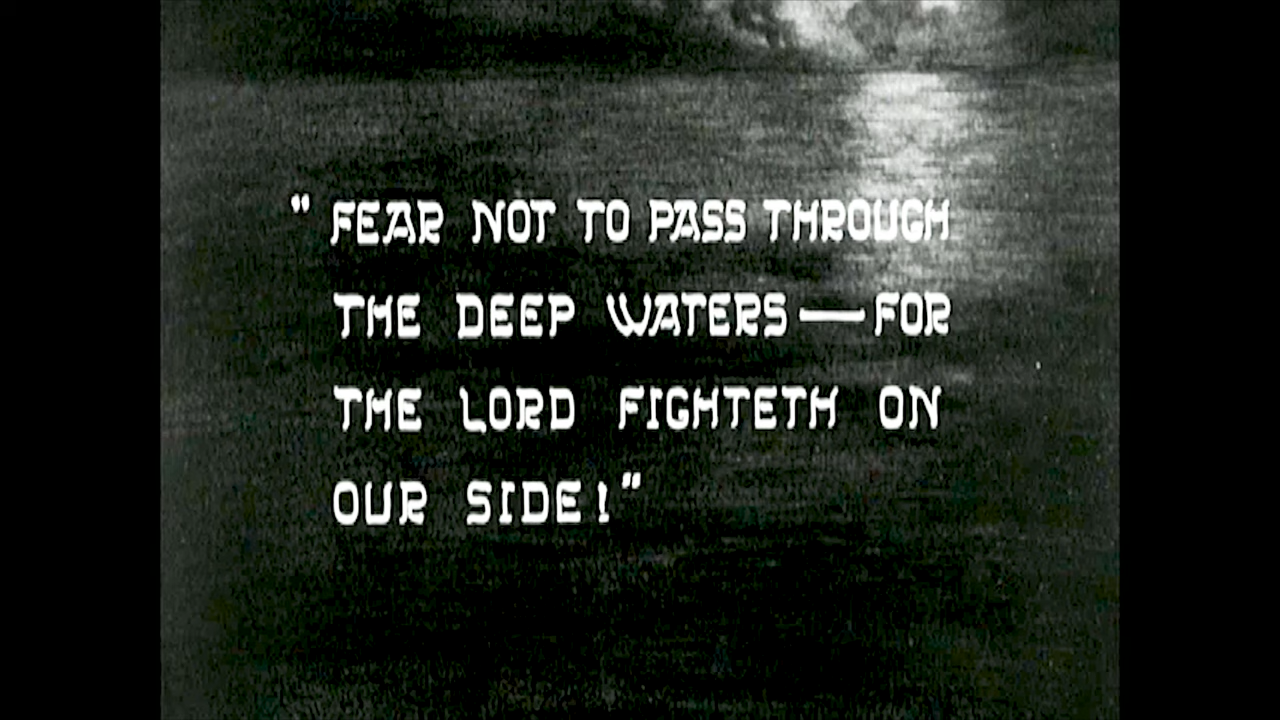 "FEAR NOT TO PASS THROUGH
THE DEEP WATERS—FOR
THE LORD FIGHTETH ON
OUR SIDE!"